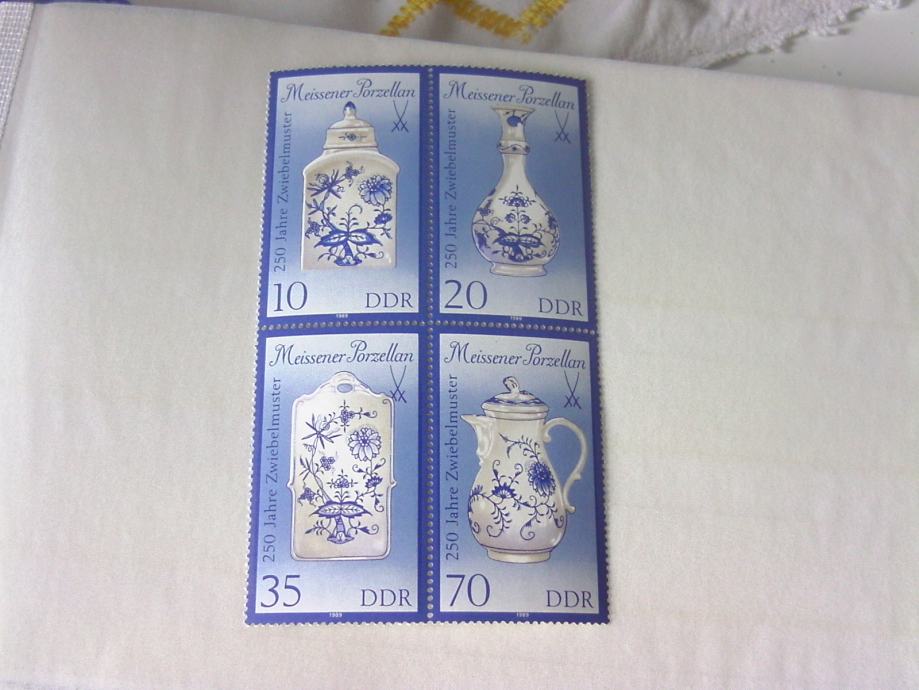 Meissener Porzellan
250 Jahre Zwiebelmuster
10 DDR
1989
Meissener Porzellan
250 Jahre Zwiebelmuster
20 DDR
1989
Meissener Porzellan
250 Jahre Zwiebelmuster
35 DDR
1989
Meissener Porzellan
250 Jahre Zwiebelmuster
70 DDR
1989